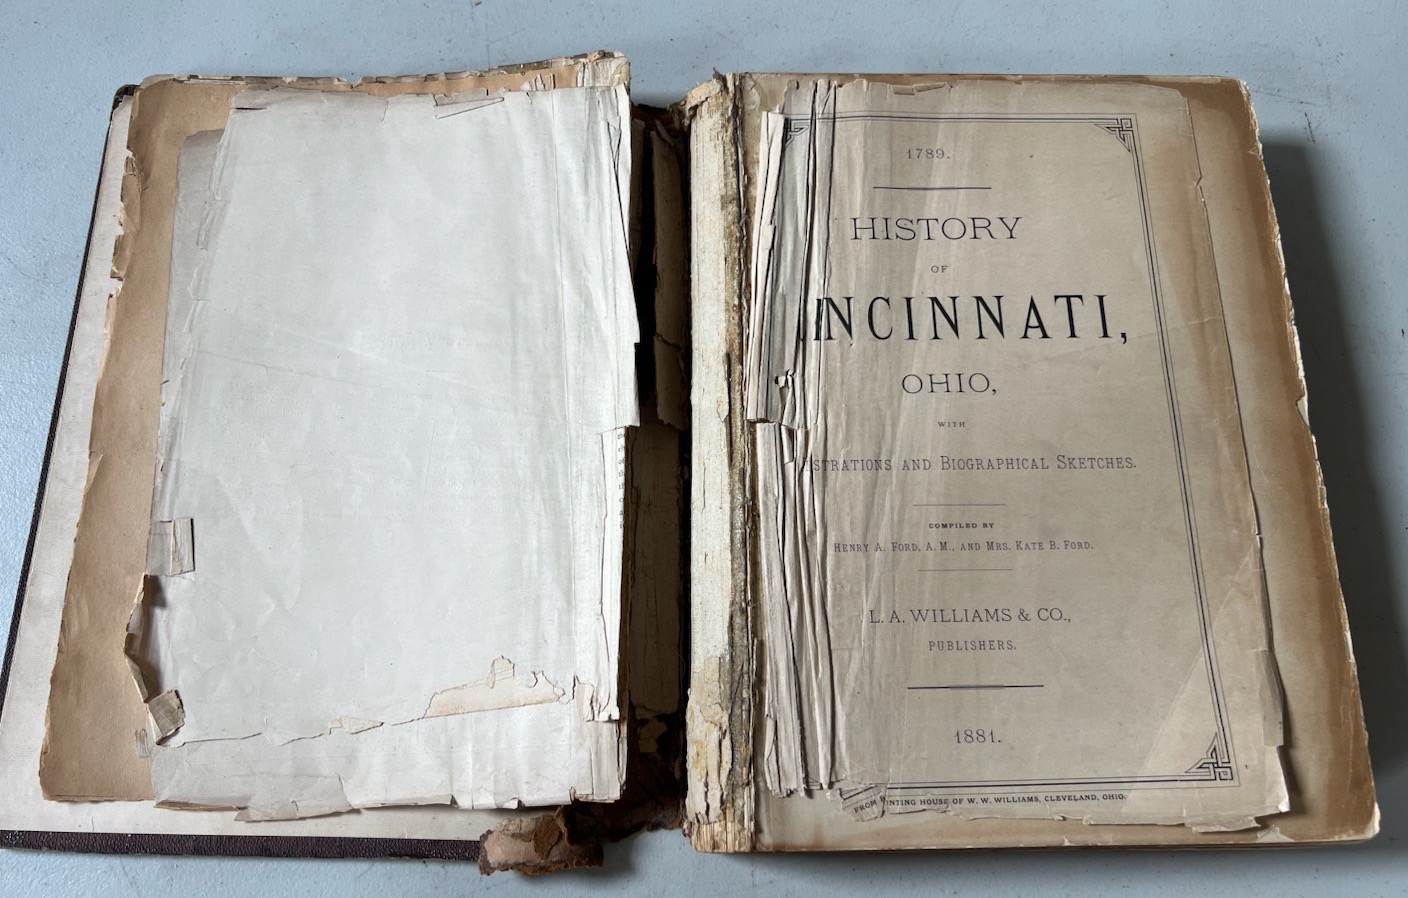 1789.
HISTORY
OF
INCINNATI,
OHIO,
WITH
STRATIONS AND BIOGRAPHICAL SKETCHES.
COMPILED BY
HENRY A. FORD, A. M., AND MRS. KATE B. FORD.
L. A. WILLIAMS & CO.,
PUBLISHERS.
1881.
FROM INTING HOUSE OF W. W. WILLIAMS, CLEVELAND, OHIO.